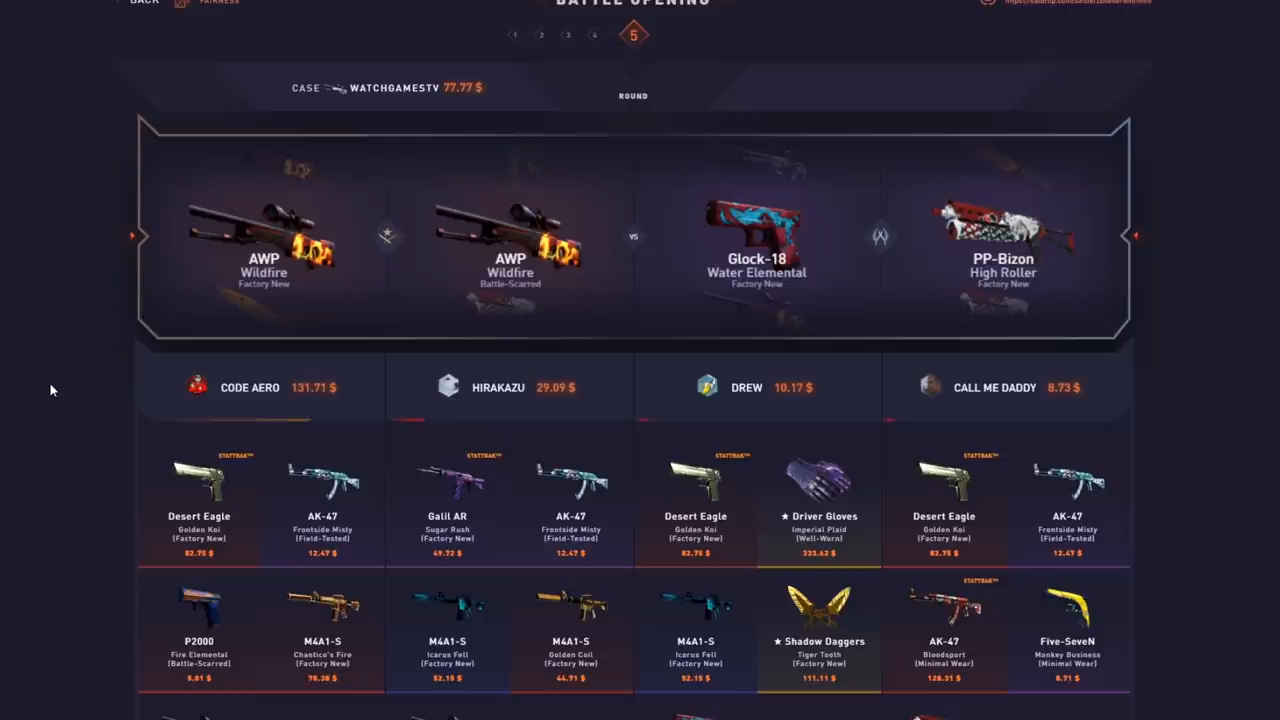 BACK
FAIRNESS
BATTLE OPENING
1 2 3 4 5
CASE WATCHGAMESTV 77.77 $
ROUND
AWP
Wildfire
Factory New
AWP
Wildfire
Battle-Scarred
VS
Glock-18
Water Elemental
Factory New
PP-Bizon
High Roller
Factory New
CODE AERO 131.71 $
HIRAKAZU 29.09 $
DREW 10.17 $
CALL ME DADDY 8.73 $
STATTRAK™
Desert Eagle
Golden Koi
(Factory New)
82.75 $
AK-47
Frontside Misty
(Field-Tested)
12.47 $
STATTRAK™
Galil AR
Sugar Rush
(Factory New)
49.72 $
AK-47
Frontside Misty
(Field-Tested)
12.47 $
STATTRAK™
Desert Eagle
Golden Koi
(Factory New)
82.75 $
★ Driver Gloves
Imperial Plaid
(Well-Worn)
333.62 $
STATTRAK™
Desert Eagle
Golden Koi
(Factory New)
82.75 $
AK-47
Frontside Misty
(Field-Tested)
12.47 $
P2000
Fire Elemental
(Battle-Scarred)
5.01 $
M4A1-S
Chantico's Fire
(Factory New)
70.38 $
M4A1-S
Icarus Fell
(Factory New)
52.15 $
M4A1-S
Golden Coil
(Factory New)
44.71 $
M4A1-S
Icarus Fell
(Factory New)
52.15 $
★ Shadow Daggers
Tiger Tooth
(Factory New)
111.11 $
STATTRAK™
AK-47
Bloodsport
(Minimal Wear)
128.31 $
Five-SeveN
Monkey Business
(Minimal Wear)
8.71 $